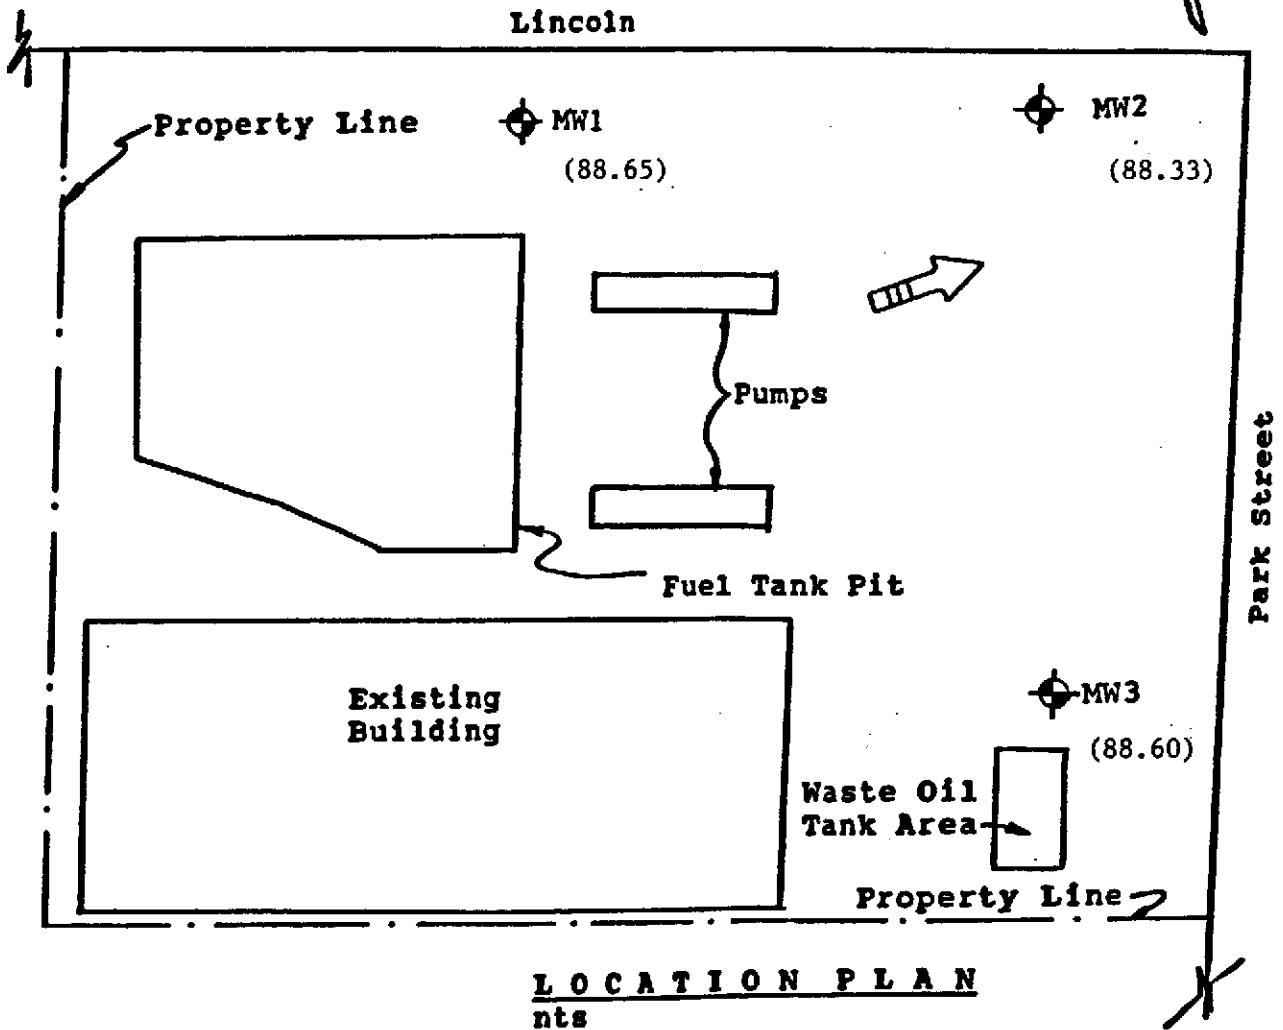 Lincoln
Property Line
MW1
(88.65)
MW2
(88.33)
Pumps
Park Street
Fuel Tank Pit
Existing
Building
MW3
(88.60)
Waste Oil
Tank Area
Property Line
LOCATION PLAN
nts